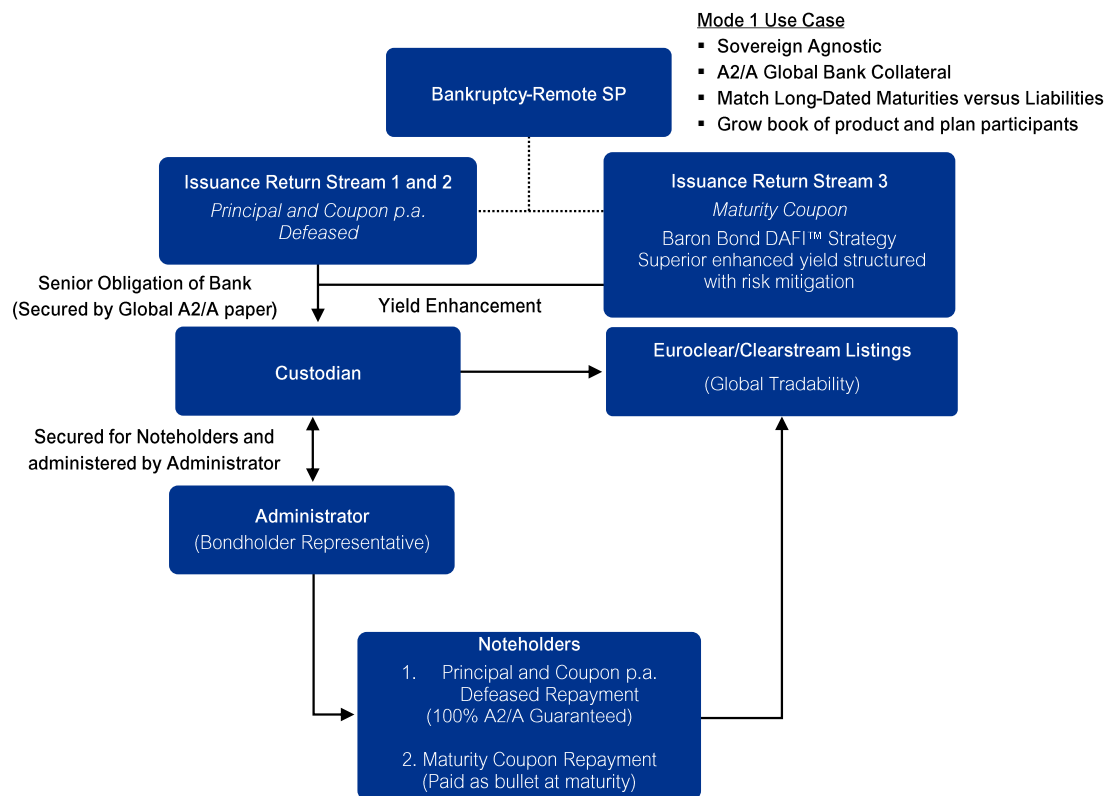 Mode 1 Use Case
▪ Sovereign Agnostic
▪ A2/A Global Bank Collateral
▪ Match Long-Dated Maturities versus Liabilities
▪ Grow book of product and plan participants
Bankruptcy-Remote SP
Issuance Return Stream 1 and 2
Principal and Coupon p.a.
Defeased
Issuance Return Stream 3
Maturity Coupon
Baron Bond DAFI™ Strategy
Superior enhanced yield structured
with risk mitigation
Senior Obligation of Bank
(Secured by Global A2/A paper)
Yield Enhancement
Custodian
Euroclear/Clearstream Listings
(Global Tradability)
Secured for Noteholders and
administered by Administrator
Administrator
(Bondholder Representative)
Noteholders
1. Principal and Coupon p.a.
Defeased Repayment
(100% A2/A Guaranteed)
2. Maturity Coupon Repayment
(Paid as bullet at maturity)